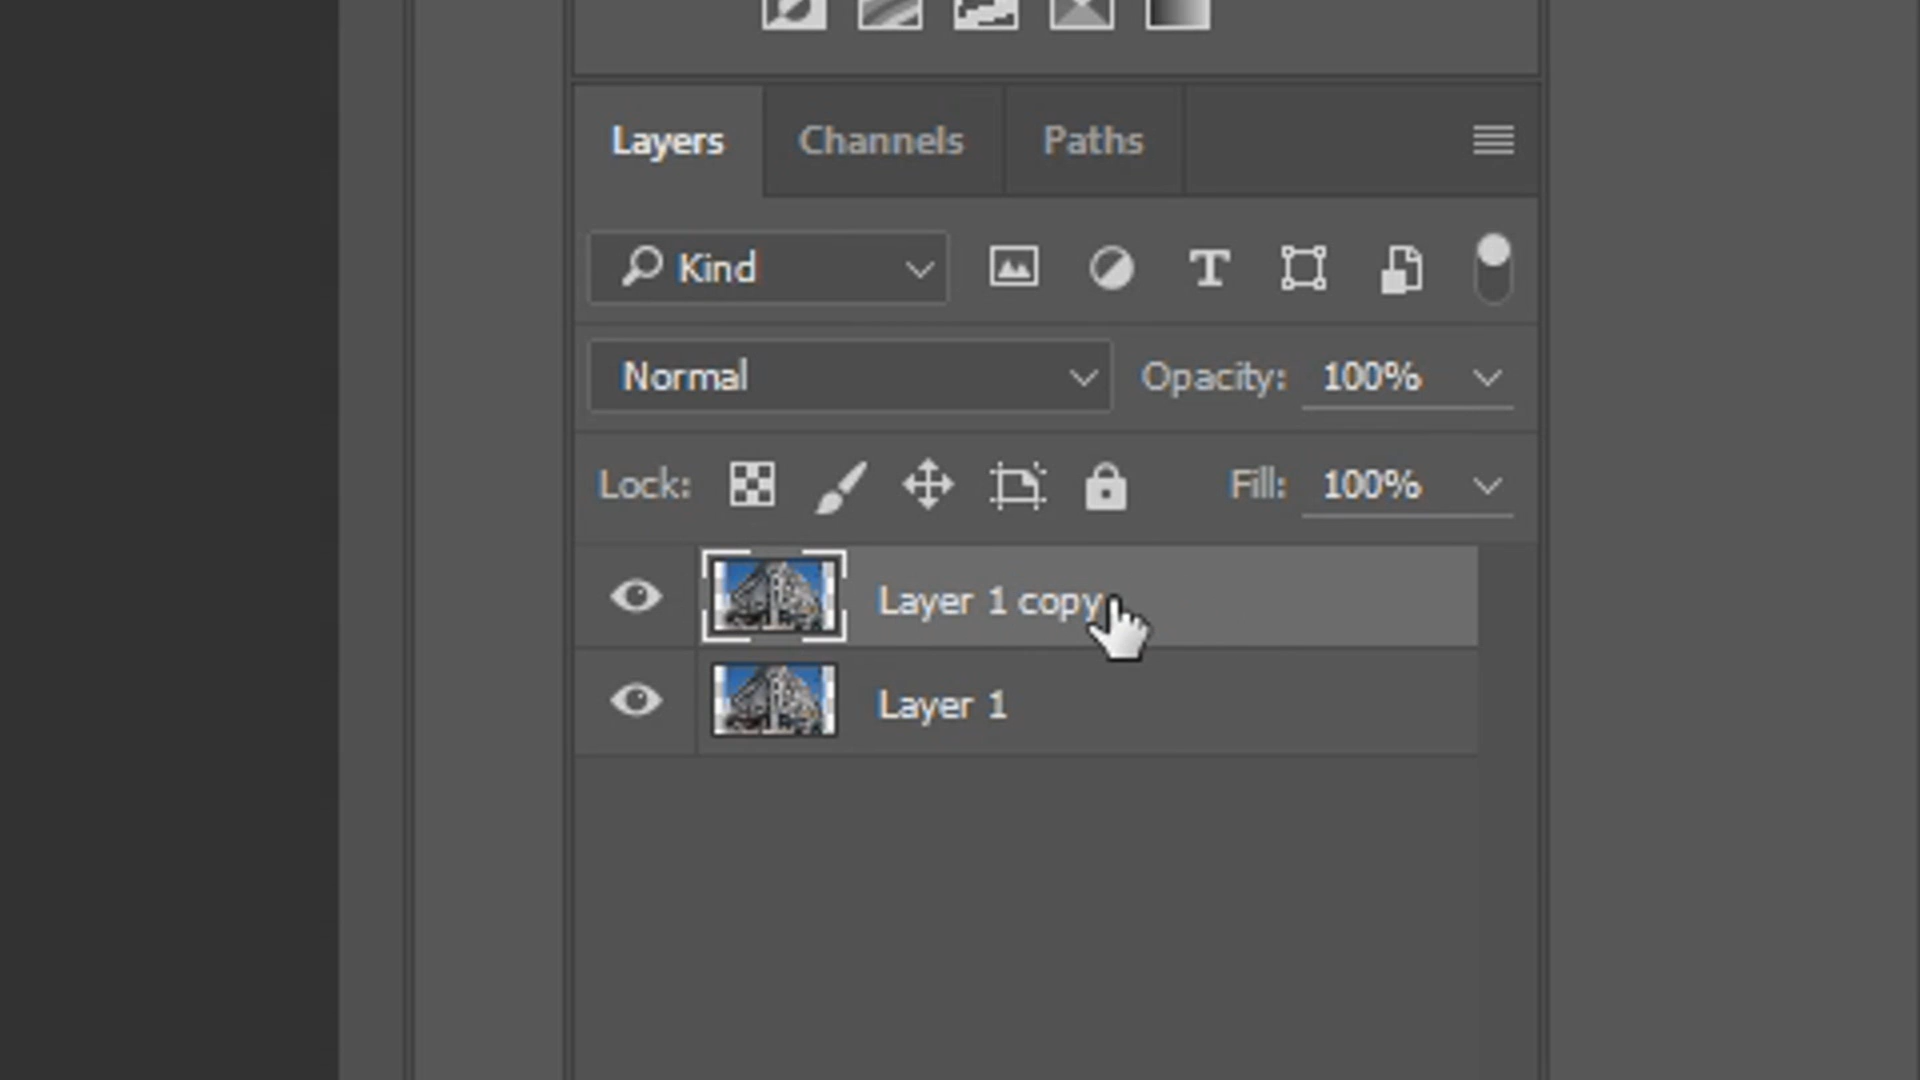 Layers Channels Paths
Kind T
Normal Opacity: 100%
Lock: Fill: 100%
Layer 1 copy
Layer 1